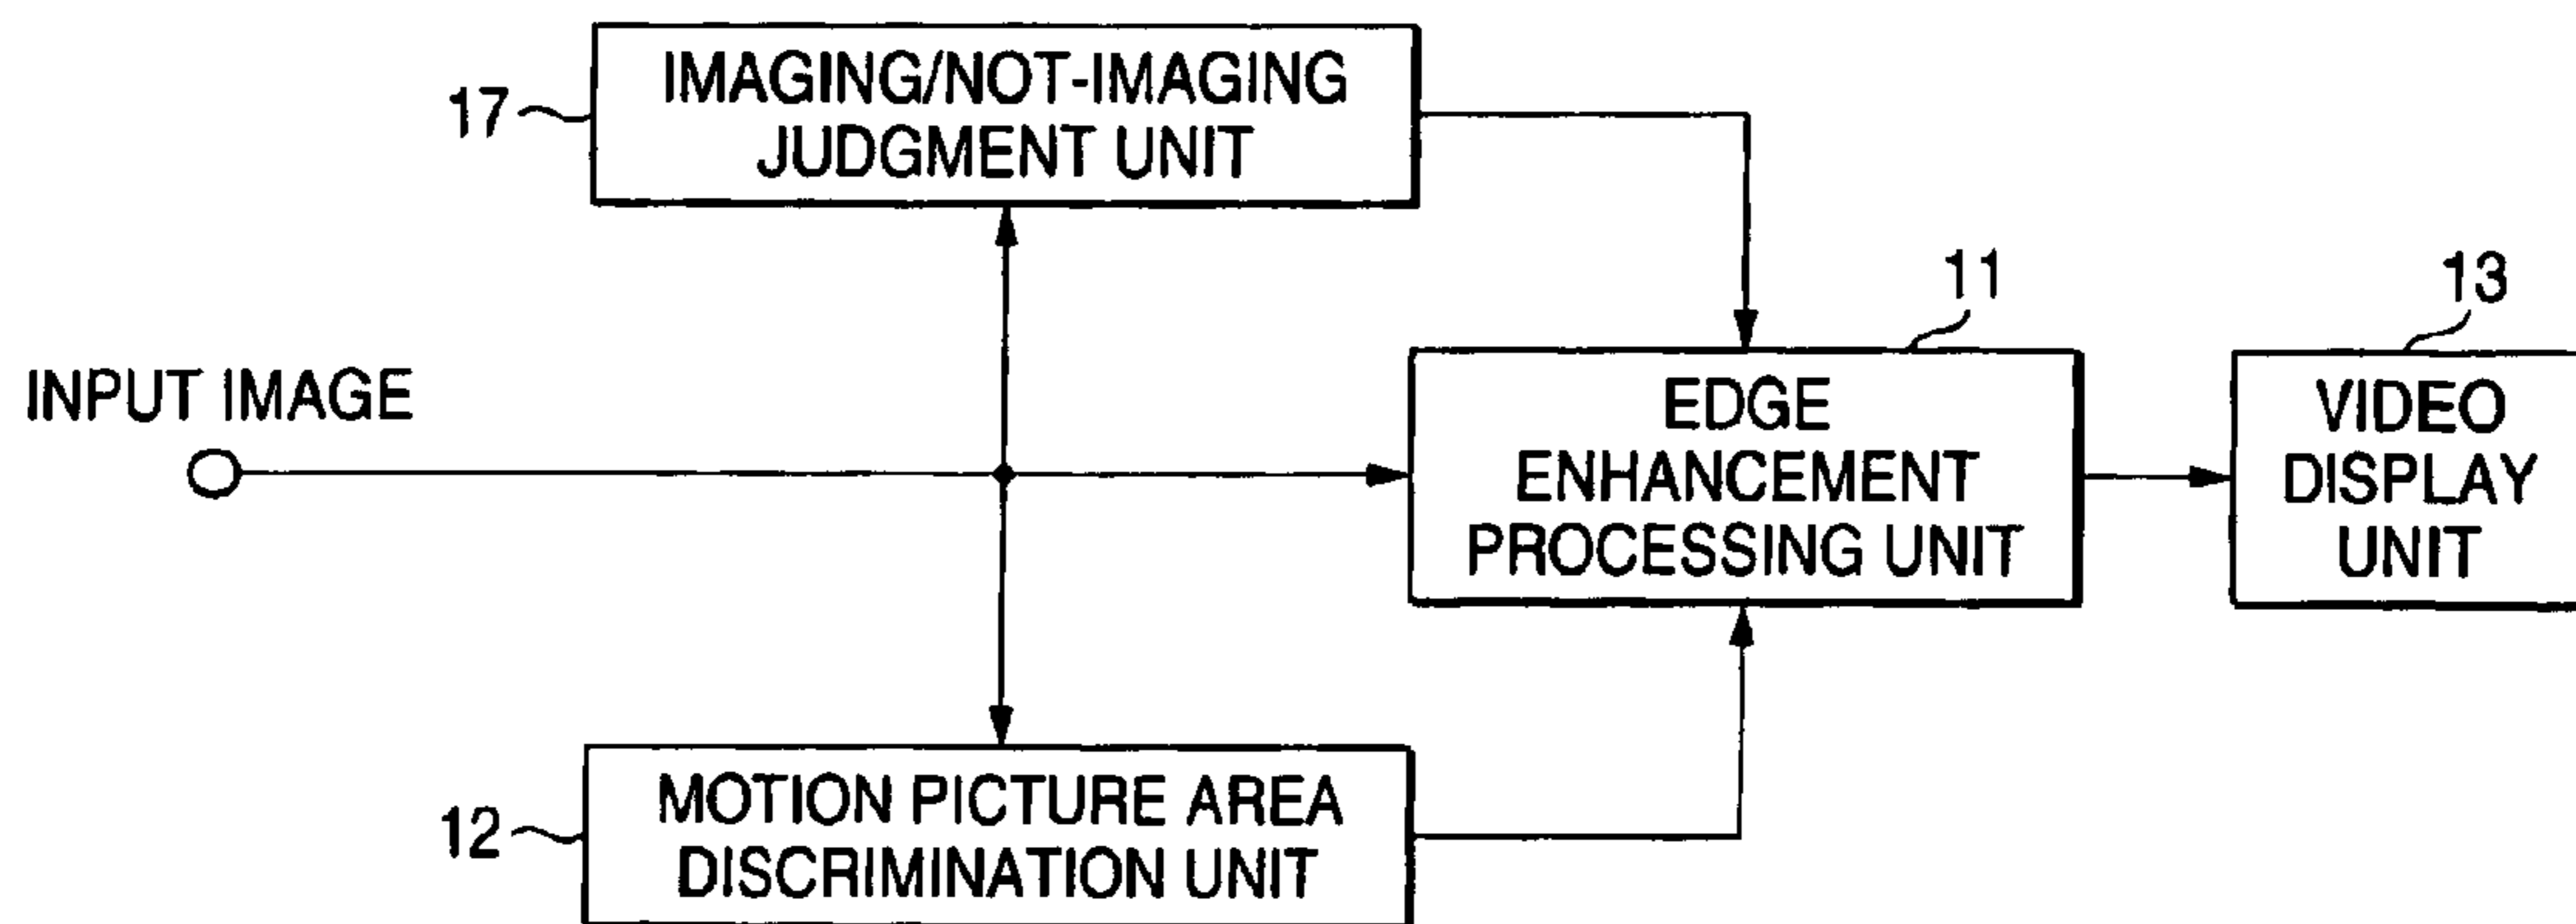 IMAGING/NOT-IMAGING
JUDGMENT UNIT
17
11
13
INPUT IMAGE
EDGE
ENHANCEMENT
PROCESSING UNIT
VIDEO
DISPLAY
UNIT
MOTION PICTURE AREA
DISCRIMINATION UNIT
12